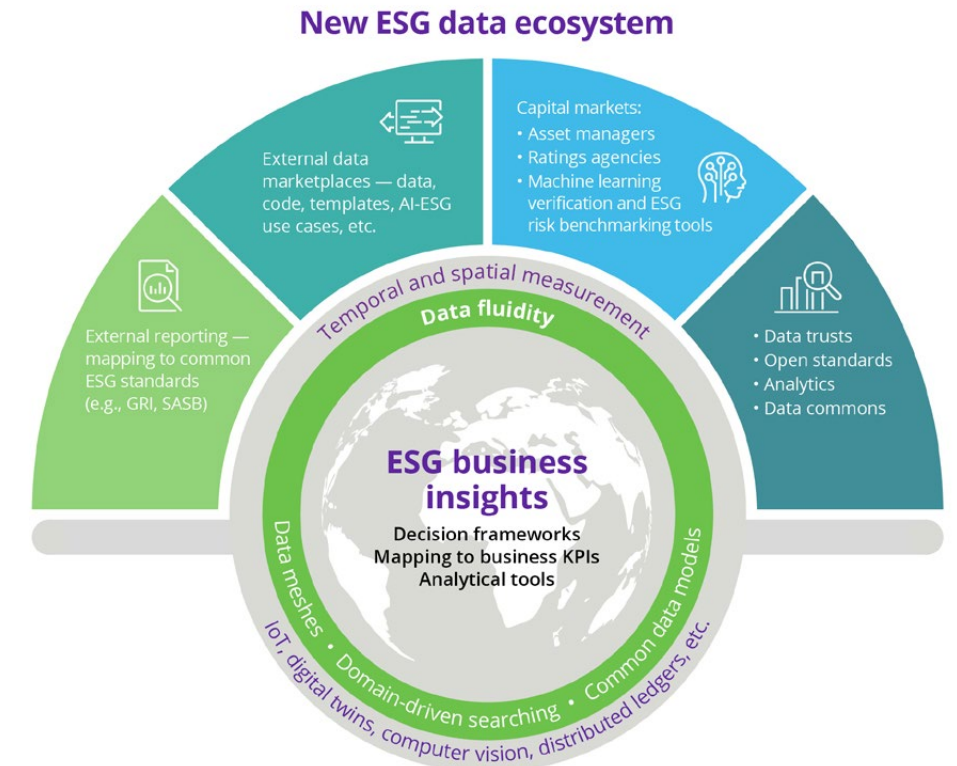 New ESG data ecosystem
External data
marketplaces — data,
code, templates, AI-ESG
use cases, etc.
Capital markets:
• Asset managers
• Ratings agencies
• Machine learning
verification and ESG
risk benchmarking tools
External reporting —
mapping to common
ESG standards
(e.g., GRI, SASB)
• Data trusts
• Open standards
• Analytics
• Data commons
Temporal and spatial measurement
Data fluidity
ESG business
insights
Decision frameworks
Mapping to business KPIs
Analytical tools
Data meshes • Domain-driven searching • Common data models
IoT, digital twins, computer vision, distributed ledgers, etc.